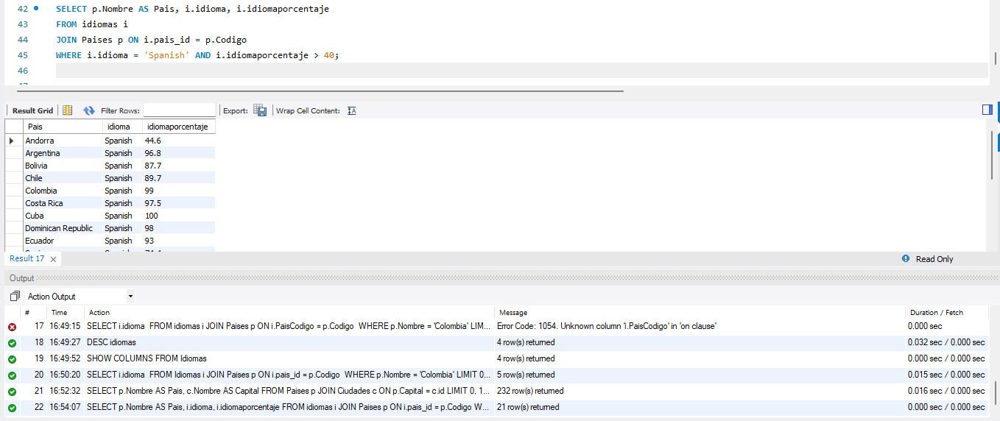 42 SELECT p.Nombre AS Pais, i.idioma, i.idiomaporcentaje
43 FROM idiomas i
44 JOIN Paises p ON i.pais_id = p.Codigo
45 WHERE i.idioma = 'Spanish' AND i.idiomaporcentaje > 40;
46
Result Grid Filter Rows: Export: Wrap Cell Content:
Pais idioma idiomaporcentaje
Andorra Spanish 44.6
Argentina Spanish 96.8
Bolivia Spanish 87.7
Chile Spanish 89.7
Colombia Spanish 99
Costa Rica Spanish 97.5
Cuba Spanish 100
Dominican Republic Spanish 98
Ecuador Spanish 93
Result 17 Read Only
Output
Action Output
# Time Action Message Duration / Fetch
17 16:49:15 SELECT i.idioma FROM idiomas i JOIN Paises p ON i.PaisCodigo = p.Codigo WHERE p.Nombre = 'Colombia' LIM... Error Code: 1054. Unknown column 'i.PaisCodigo' in 'on clause' 0.000 sec
18 16:49:27 DESC idiomas 4 row(s) returned 0.032 sec / 0.000 sec
19 16:49:52 SHOW COLUMNS FROM Idiomas 4 row(s) returned 0.000 sec / 0.000 sec
20 16:50:20 SELECT i.idioma FROM Idiomas i JOIN Paises p ON i.pais_id = p.Codigo WHERE p.Nombre = 'Colombia' LIMIT 0... 5 row(s) returned 0.015 sec / 0.000 sec
21 16:52:32 SELECT p.Nombre AS Pais, c.Nombre AS Capital FROM Paises p JOIN Ciudades c ON p.Capital = c.id LIMIT 0, 1... 232 row(s) returned 0.016 sec / 0.000 sec
22 16:54:07 SELECT p.Nombre AS Pais, i.idioma, i.idiomaporcentaje FROM idiomas i JOIN Paises p ON i.pais_id = p.Codigo W... 21 row(s) returned 0.000 sec / 0.000 sec